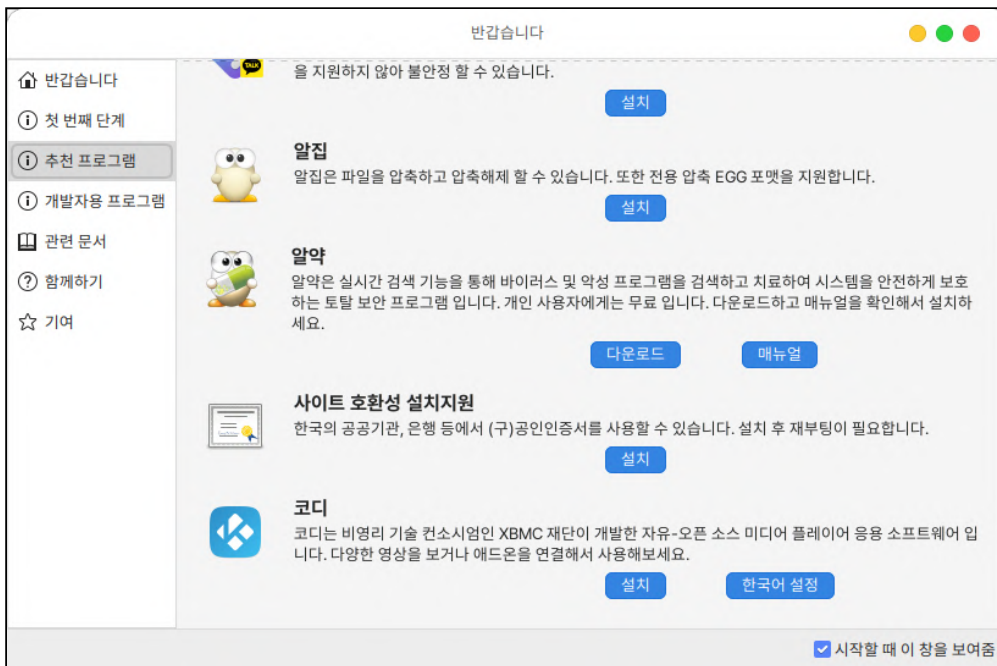 반갑습니다
반갑습니다
첫 번째 단계
추천 프로그램
개발자용 프로그램
관련 문서
함께하기
기여
TALK
을 지원하지 않아 불안정 할 수 있습니다.
설치
알집
알집은 파일을 압축하고 압축해제 할 수 있습니다. 또한 전용 압축 EGG 포맷을 지원합니다.
설치
알약
알약은 실시간 검색 기능을 통해 바이러스 및 악성 프로그램을 검색하고 치료하여 시스템을 안전하게 보호
하는 토탈 보안 프로그램 입니다. 개인 사용자에게는 무료 입니다. 다운로드하고 매뉴얼을 확인해서 설치하
세요.
다운로드 매뉴얼
사이트 호환성 설치지원
한국의 공공기관, 은행 등에서 (구)공인인증서를 사용할 수 있습니다. 설치 후 재부팅이 필요합니다.
설치
코디
코디는 비영리 기술 컨소시엄인 XBMC 재단이 개발한 자유-오픈 소스 미디어 플레이어 응용 소프트웨어 입
니다. 다양한 영상을 보거나 애드온을 연결해서 사용해보세요.
설치 한국어 설정
시작할 때 이 창을 보여줌